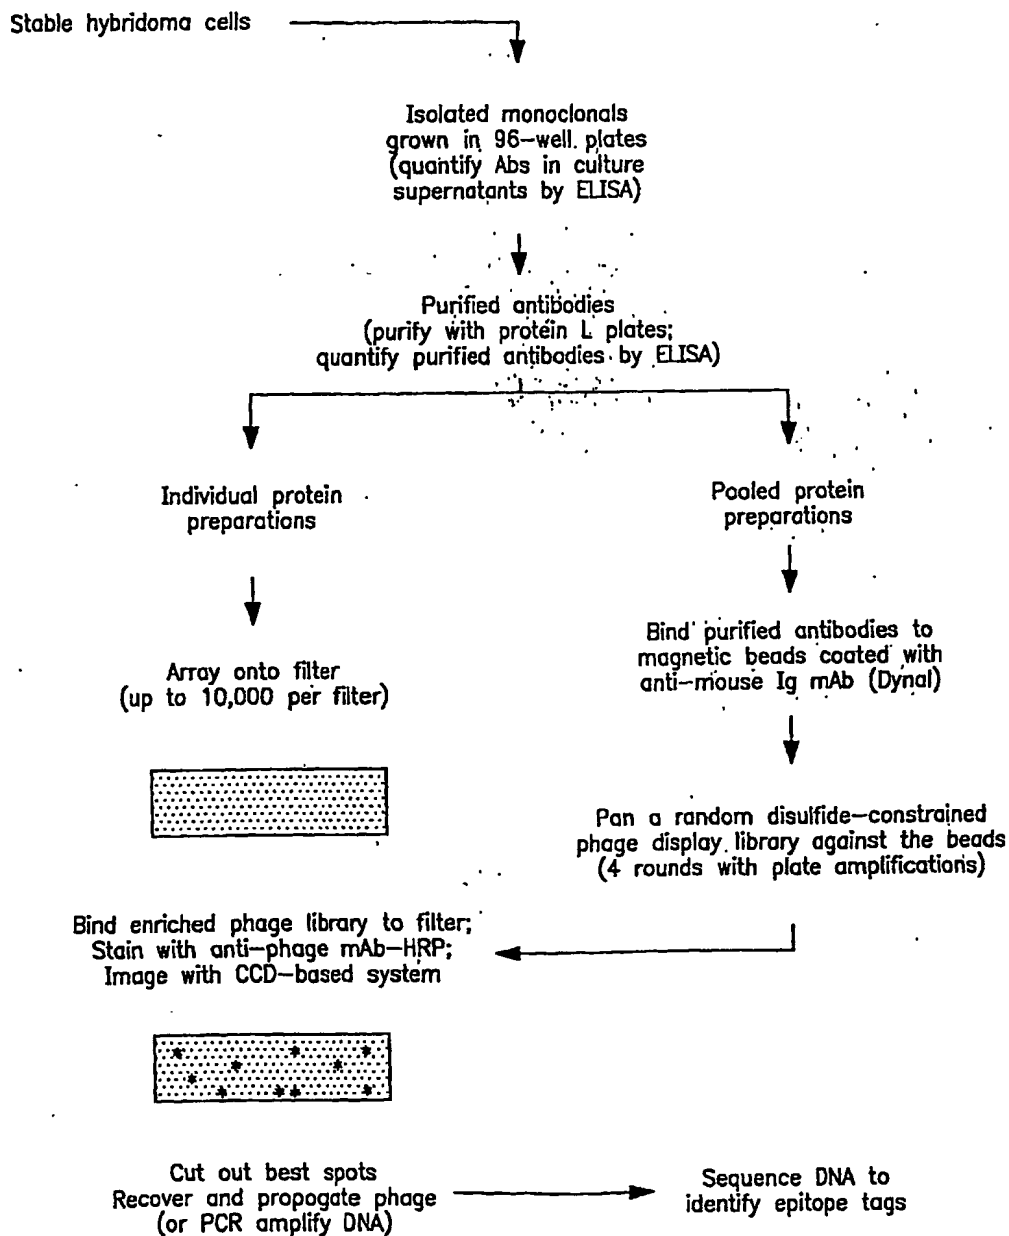 Stable hybridoma cells
Isolated monoclonals
grown in 96-well plates
(quantify Abs in culture
supernatants by ELISA)
Purified antibodies
(purify with protein L plates;
quantify purified antibodies by ELISA)
Individual protein
preparations
Pooled protein
preparations
Array onto filter
(up to 10,000 per filter)
Bind purified antibodies to
magnetic beads coated with
anti-mouse Ig mAb (Dynal)
Pan a random disulfide-constrained
phage display library against the beads
(4 rounds with plate amplifications)
Bind enriched phage library to filter;
Stain with anti-phage mAb-HRP;
Image with CCD-based system
Cut out best spots
Recover and propogate phage
(or PCR amplify DNA)
Sequence DNA to
identify epitope tags